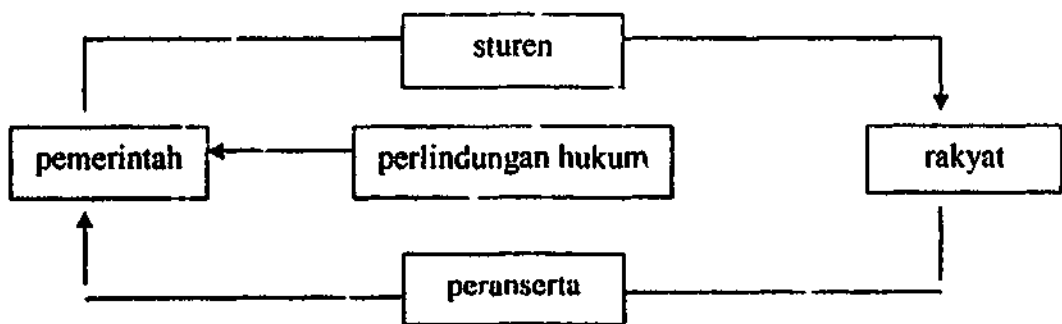 sturen
pemerintah
perlindungan hukum
rakyat
peranserta